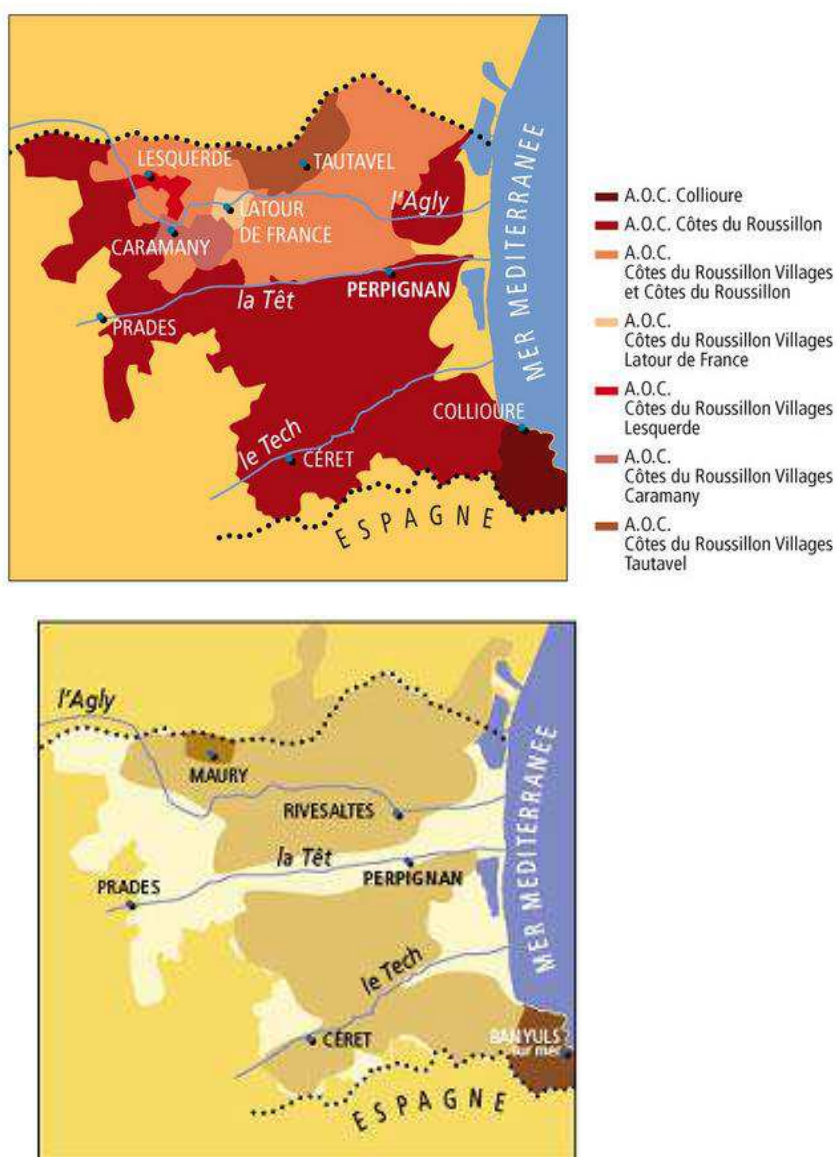 LESQUERDE
TAUTAVEL
l'Agly
LATOUR
DE FRANCE
CARAMANY
PERPIGNAN
la Têt
PRADES
COLLIOURE
le Tech
CÉRET
ESPAGNE
MER MEDITERRANEE
A.O.C. Collioure
A.O.C. Côtes du Roussillon
A.O.C.
Côtes du Roussillon Villages
et Côtes du Roussillon
A.O.C.
Côtes du Roussillon Villages
Latour de France
A.O.C.
Côtes du Roussillon Villages
Lesquerde
A.O.C.
Côtes du Roussillon Villages
Caramany
A.O.C.
Côtes du Roussillon Villages
Tautavel
l'Agly
MAURY
RIVESALTES
la Têt
PERPIGNAN
PRADES
le Tech
CÉRET
BANYULS
sur mer
ESPAGNE
MER MEDITERRANEE